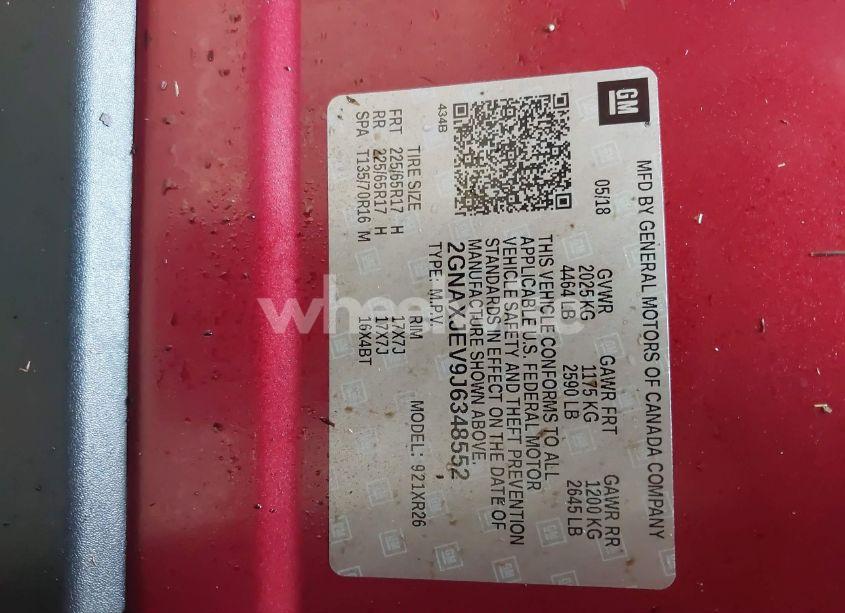 GM
MFD BY GENERAL MOTORS OF CANADA COMPANY
05/18 GVWR GAWR FRT GAWR RR
2025 KG 1175 KG 1200 KG
4464 LB 2590 LB 2645 LB
THIS VEHICLE CONFORMS TO ALL
APPLICABLE U.S. FEDERAL MOTOR
VEHICLE SAFETY AND THEFT PREVENTION
STANDARDS IN EFFECT ON THE DATE OF
MANUFACTURE SHOWN ABOVE.
2GNAXJEV9J6348552
TYPE: M.P.V. MODEL: 921XR26
434B
TIRE SIZE RIM
FRT 225/65R17 H 17X7J
RR 225/65R17 H 17X7J
SPA T135/70R16 M 16X4BT